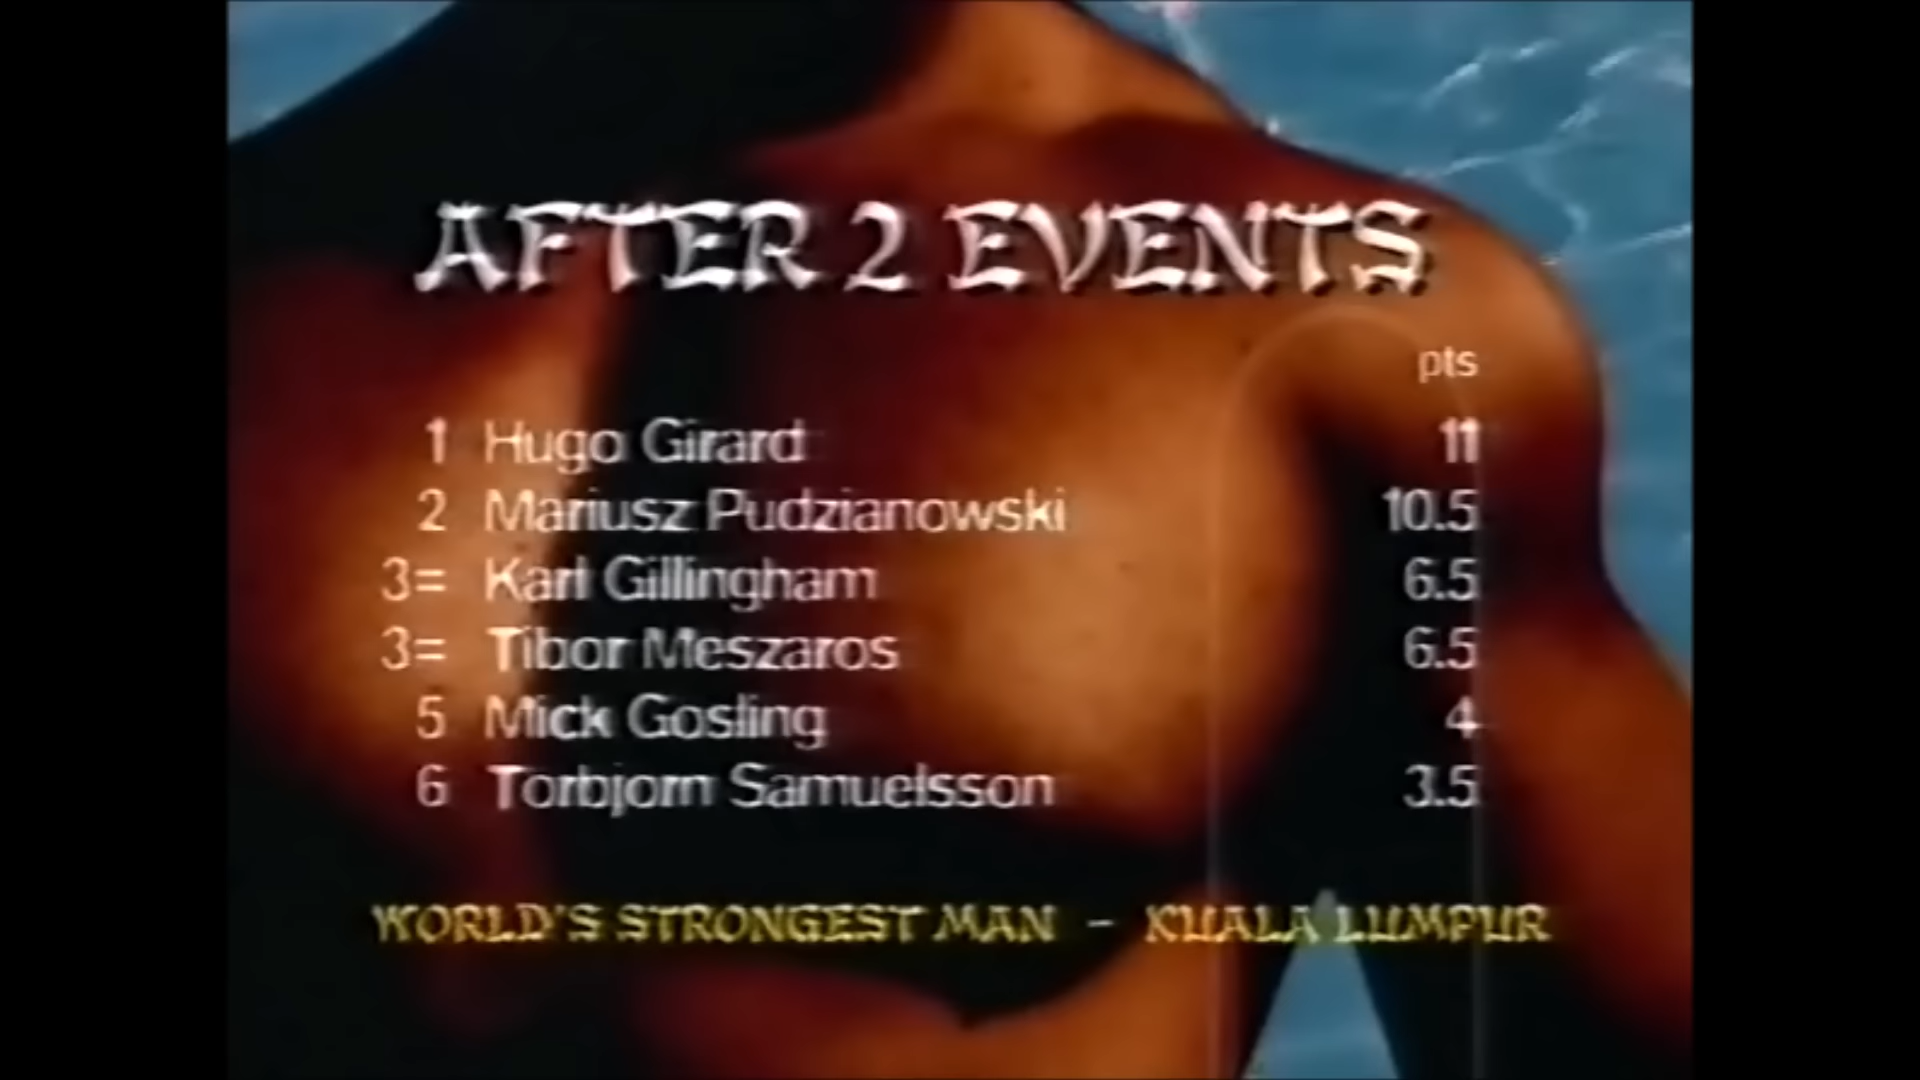 AFTER 2 EVENTS
pts
1 Hugo Girard 11
2 Mariusz Pudzianowski 10.5
3= Karl Gillingham 6.5
3= Tibor Meszaros 6.5
5 Mick Gosling 4
6 Torbjorn Samuelsson 3.5
WORLD'S STRONGEST MAN - KUALA LUMPUR